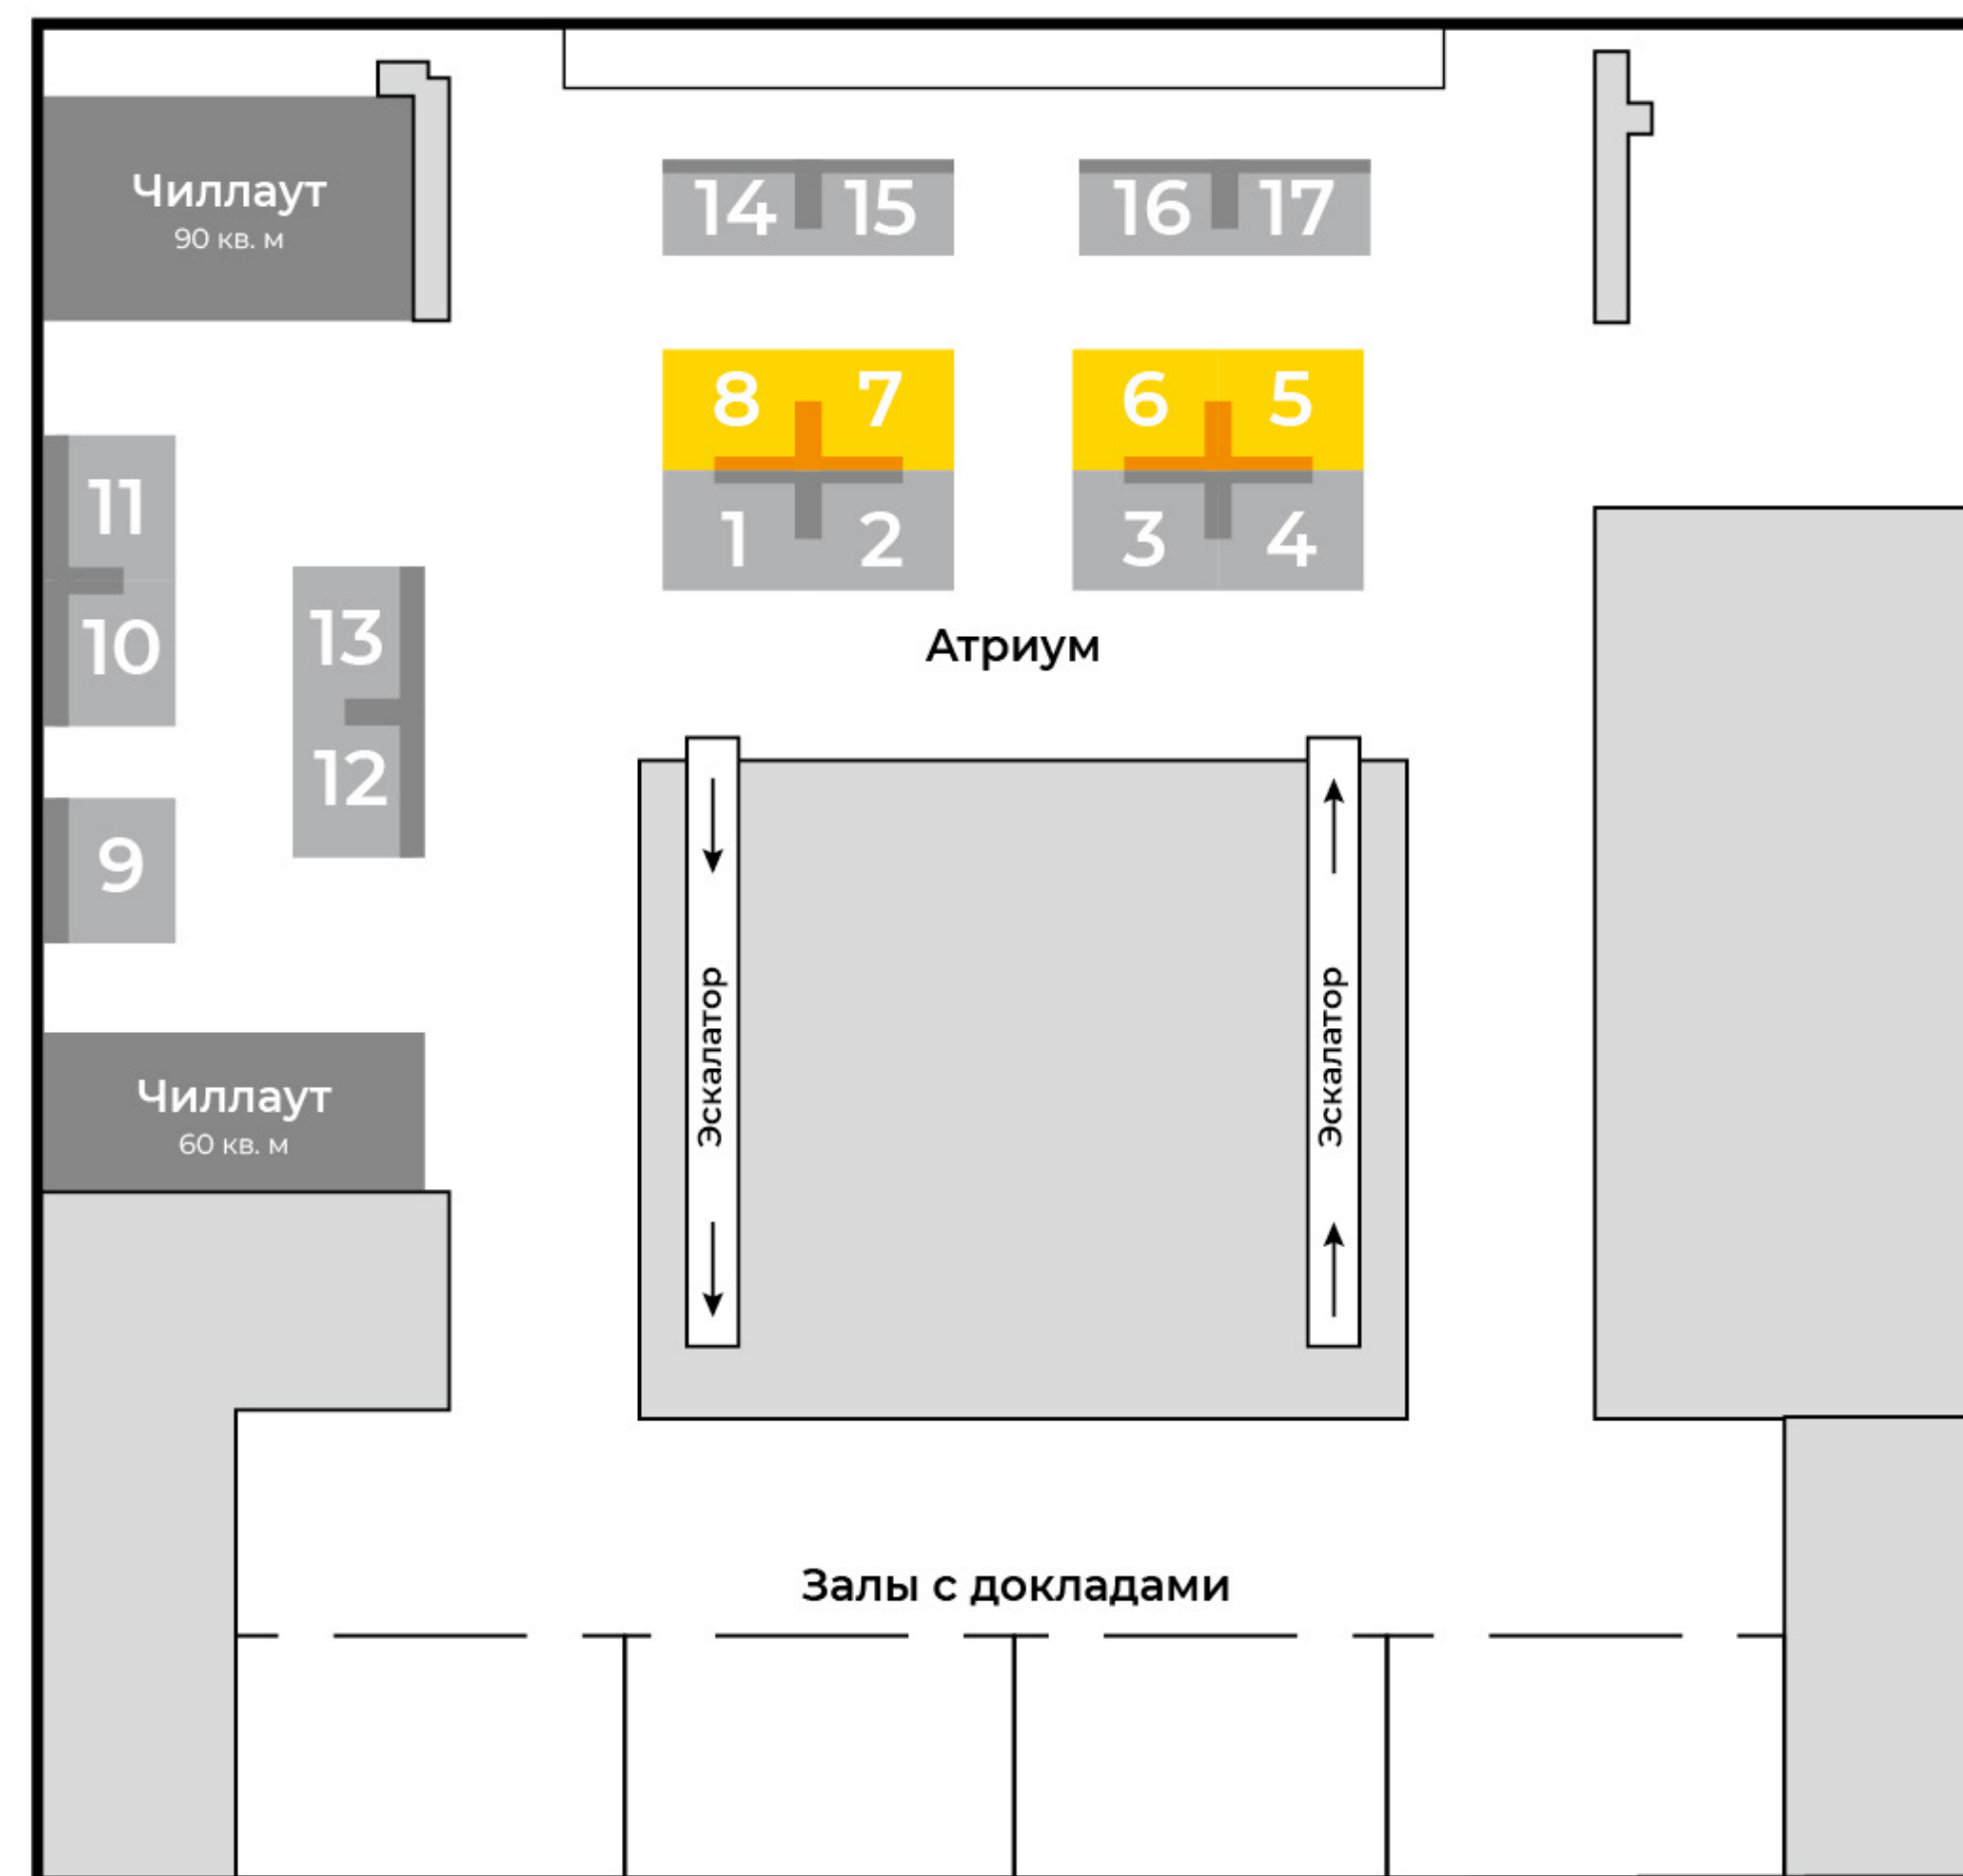 Чиллаут
90 кв. м
14 15 16 17
8 7 6 5
1 2 3 4
11
10
13
12
9
Атриум
Эскалатор
Эскалатор
Чиллаут
60 кв. м
Залы с докладами